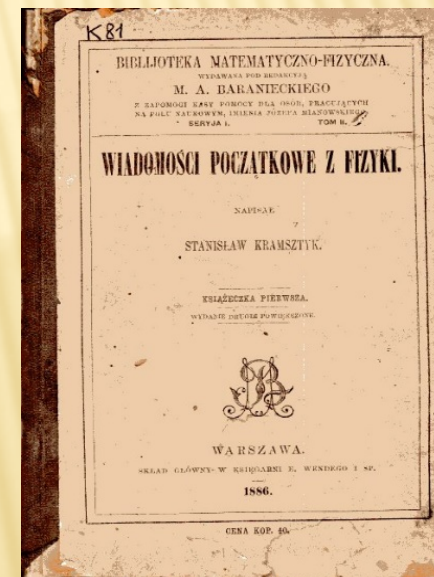 K 81
BIBLIJOTEKA MATEMATYCZNO-FIZYCZNA.
WYDAWANA POD REDAKCYJĄ
M. A. BARANIECKIEGO
Z ZAPOMOGI KASY POMOCY DLA OSÓB, PRACUJĄCYCH
NA POLU NAUKOWYM, IMIENIA JÓZEFA MIANOWSKIEGO
SERYJA I. TOM II.
WIADOMOŚCI POCZĄTKOWE Z FIZYKI.
NAPISAŁ
STANISŁAW KRAMSZTYK.
KSIĄŻECZKA PIERWSZA.
WYDANIE DRUGIE POWIĘKSZONE.
WARSZAWA.
SKŁAD GŁÓWNY W KSIĘGARNI E. WENDEGO I SP.
1886.
CENA KOP. 40.